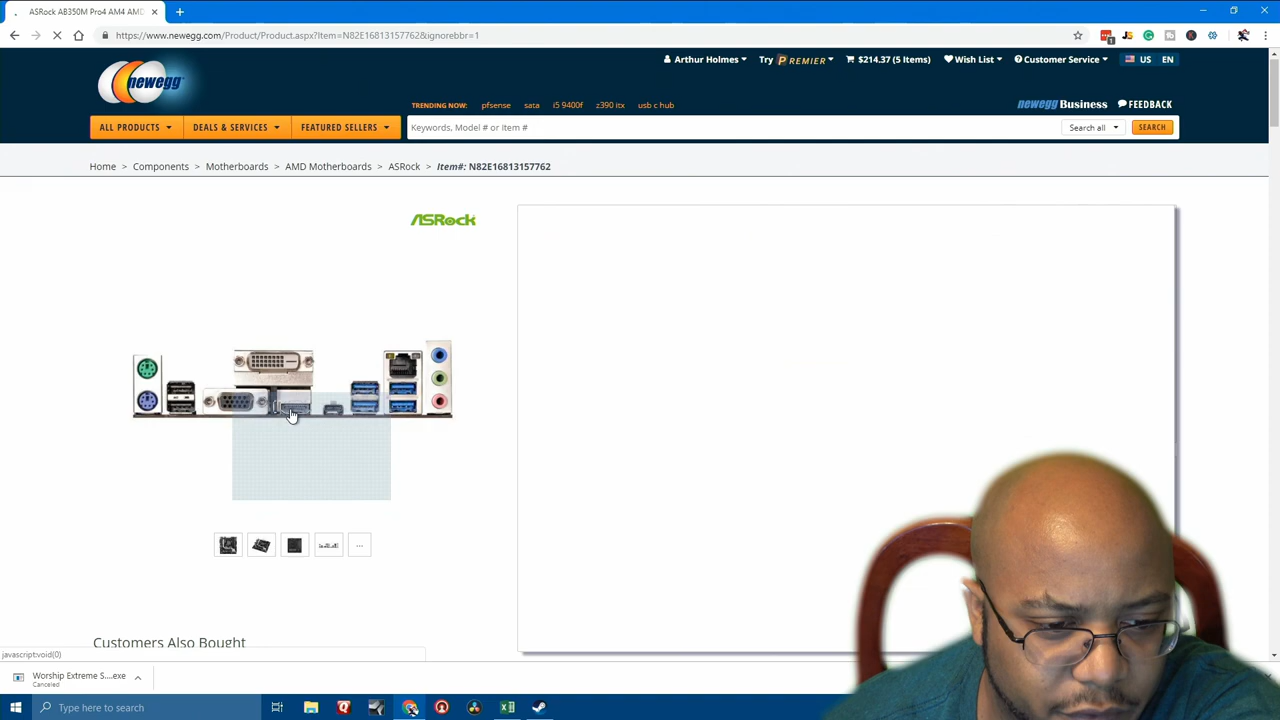 ASRock AB350M Pro4 AM4 AMD
https://www.newegg.com/Product/Product.aspx?Item=N82E16813157762&ignorebbr=1
newegg
Arthur Holmes
Try PREMIER
$214.37 (5 Items)
Wish List
Customer Service
US
EN
TRENDING NOW:
pfsense
sata
i5 9400f
z390 itx
usb c hub
newegg Business
FEEDBACK
ALL PRODUCTS
DEALS & SERVICES
FEATURED SELLERS
Keywords, Model # or Item #
Search all
SEARCH
Home > Components > Motherboards > AMD Motherboards > ASRock > Item#: N82E16813157762
ASRock
...
Customers Also Bought
javascript:void(0)
Worship Extreme S....exe
Canceled
Type here to search